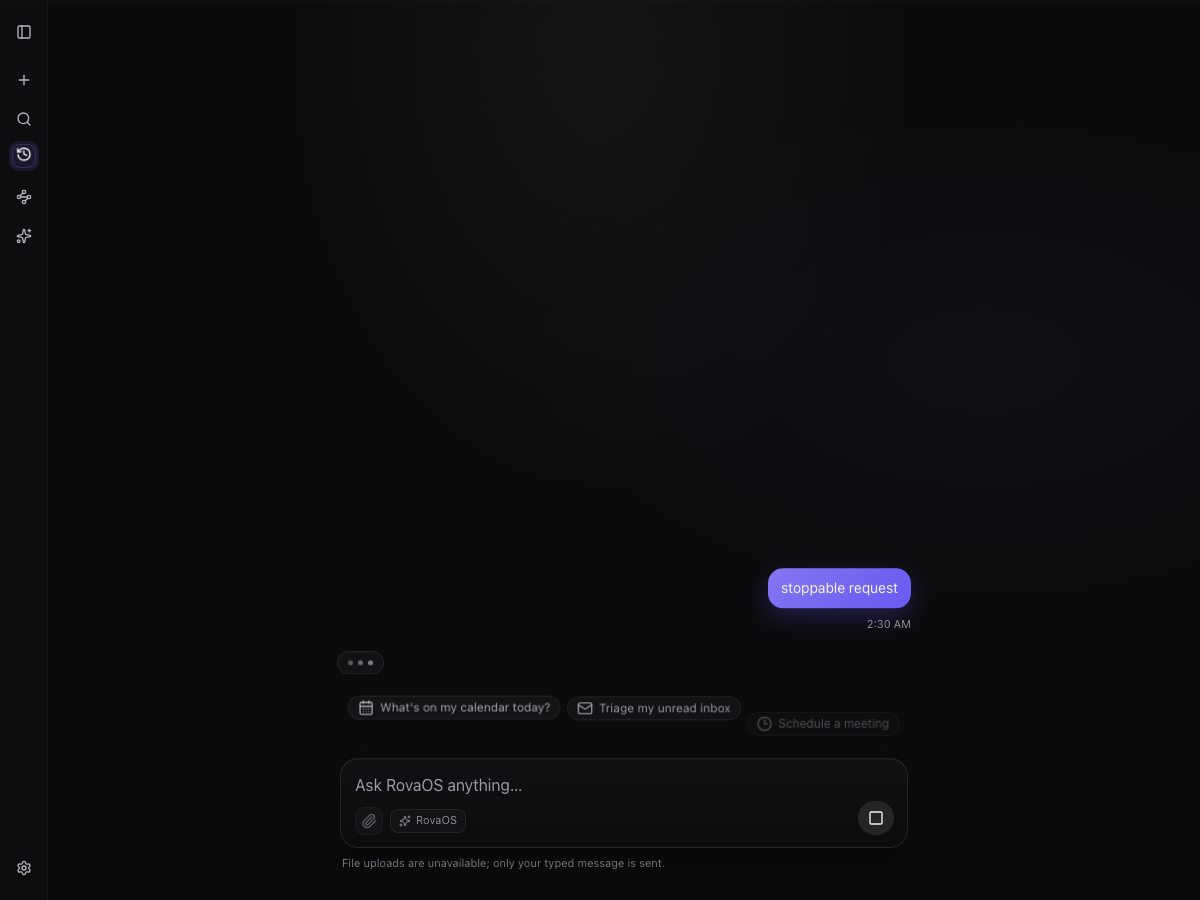 stoppable request
2:30 AM
What's on my calendar today?
Triage my unread inbox
Schedule a meeting
Ask RovaOS anything...
RovaOS
File uploads are unavailable; only your typed message is sent.